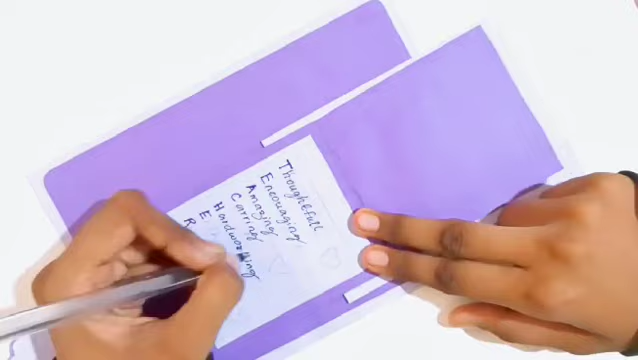 Thoughtfull
Encouraging
Amazing
Carring
Hardworking
E
R